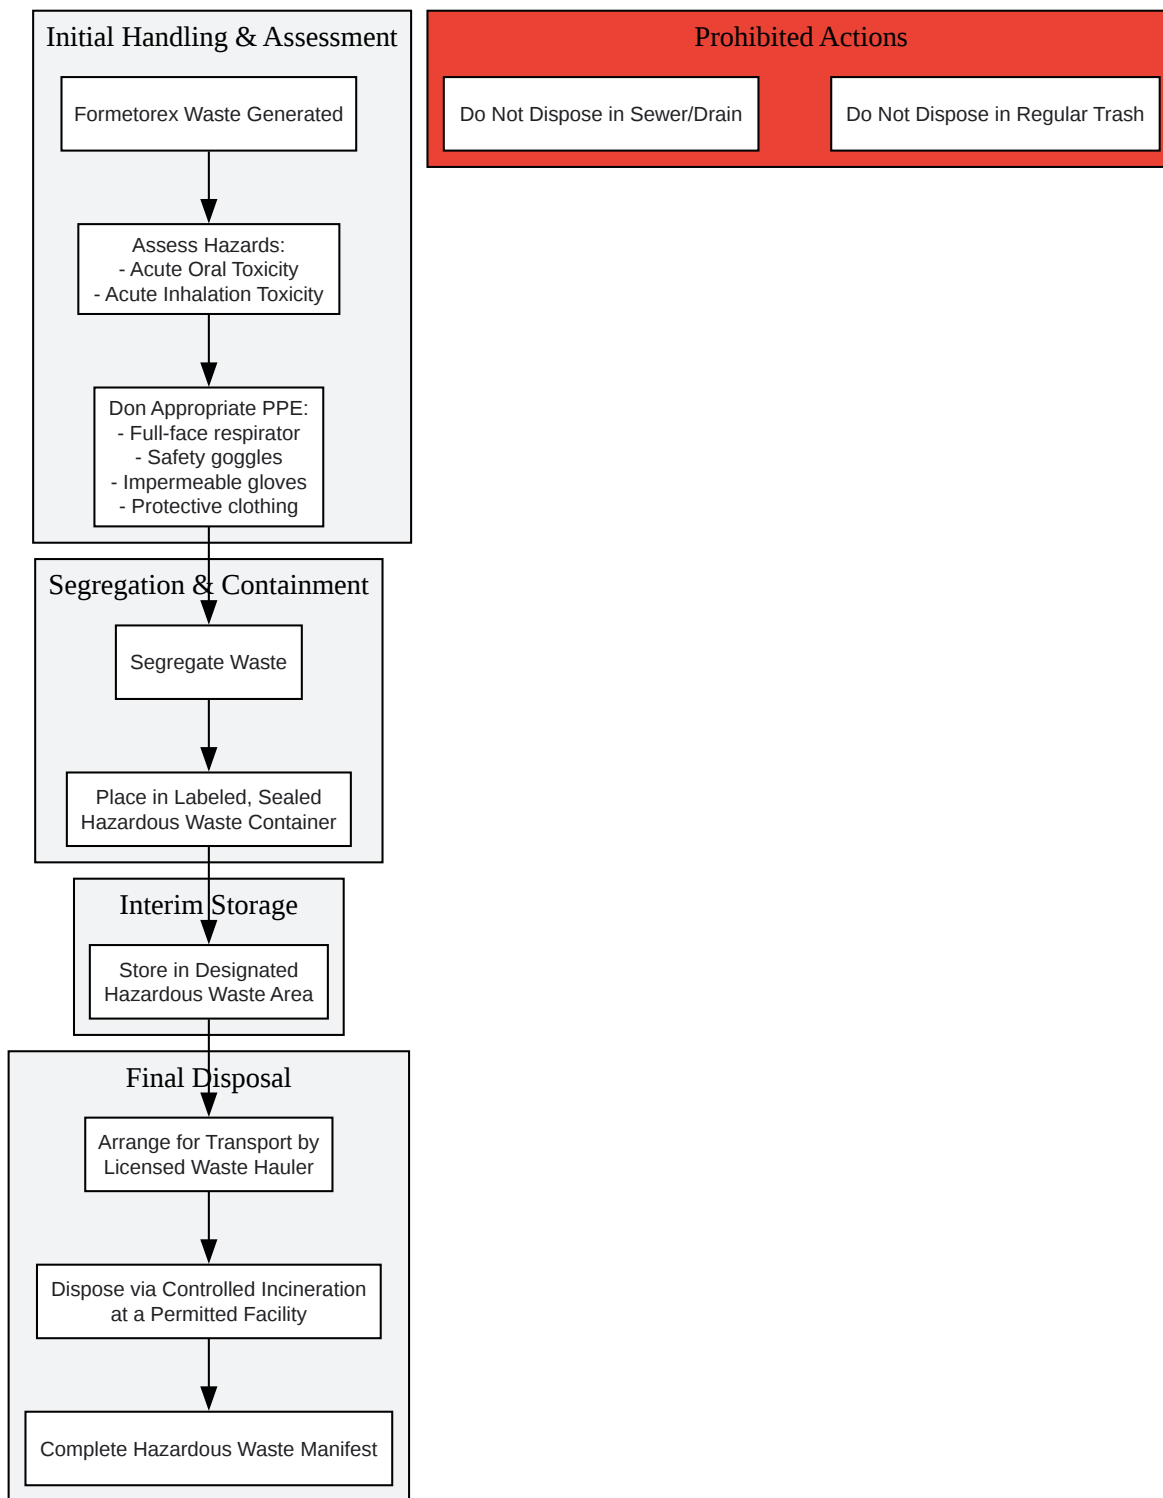 Initial Handling & Assessment
Formetorex Waste Generated
Assess Hazards:
- Acute Oral Toxicity
- Acute Inhalation Toxicity
Don Appropriate PPE:
- Full-face respirator
- Safety goggles
- Impermeable gloves
- Protective clothing
Segregation & Containment
Segregate Waste
Place in Labeled, Sealed
Hazardous Waste Container
Interim Storage
Store in Designated
Hazardous Waste Area
Final Disposal
Arrange for Transport by
Licensed Waste Hauler
Dispose via Controlled Incineration
at a Permitted Facility
Complete Hazardous Waste Manifest
Prohibited Actions
Do Not Dispose in Sewer/Drain
Do Not Dispose in Regular Trash